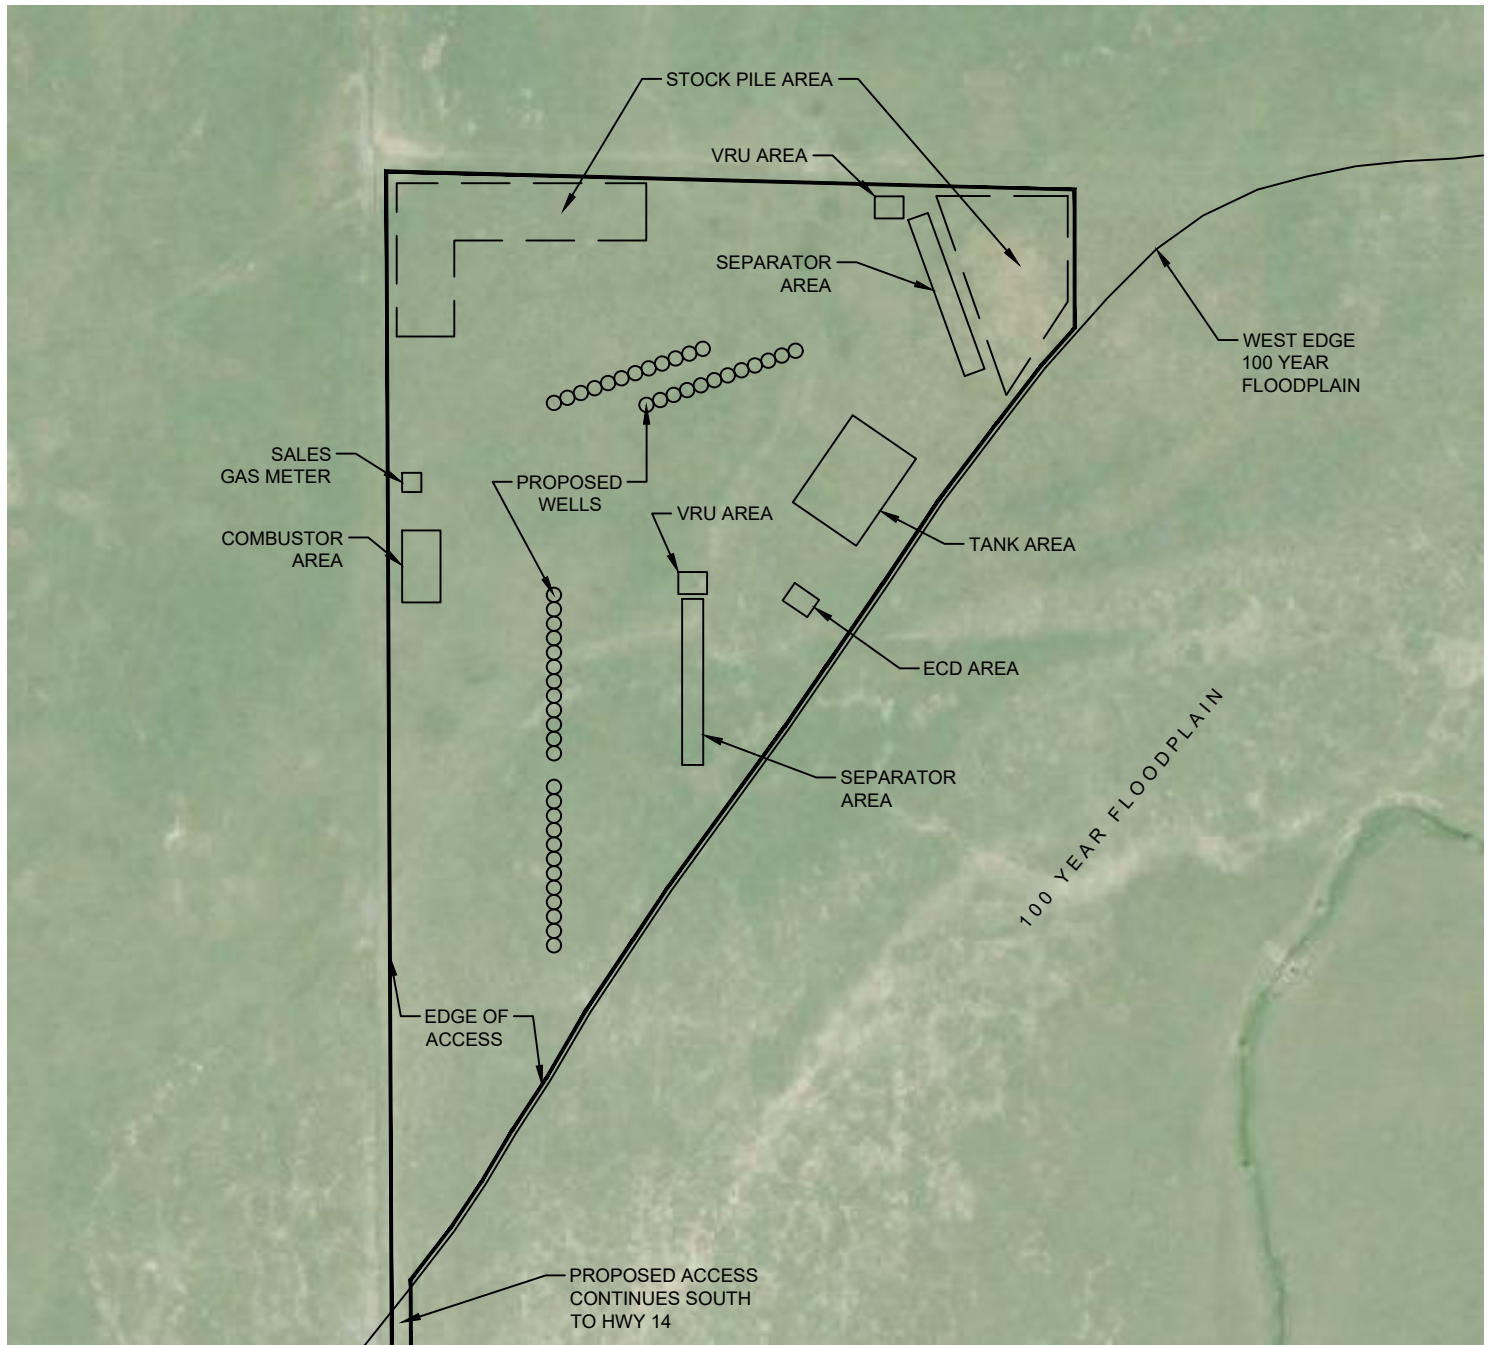 STOCK PILE AREA
VRU AREA
SEPARATOR
AREA
WEST EDGE
100 YEAR
FLOODPLAIN
SALES
GAS METER
PROPOSED
WELLS
VRU AREA
COMBUSTOR
AREA
TANK AREA
ECD AREA
100 YEAR FLOODPLAIN
SEPARATOR
AREA
EDGE OF
ACCESS
PROPOSED ACCESS
CONTINUES SOUTH
TO HWY 14